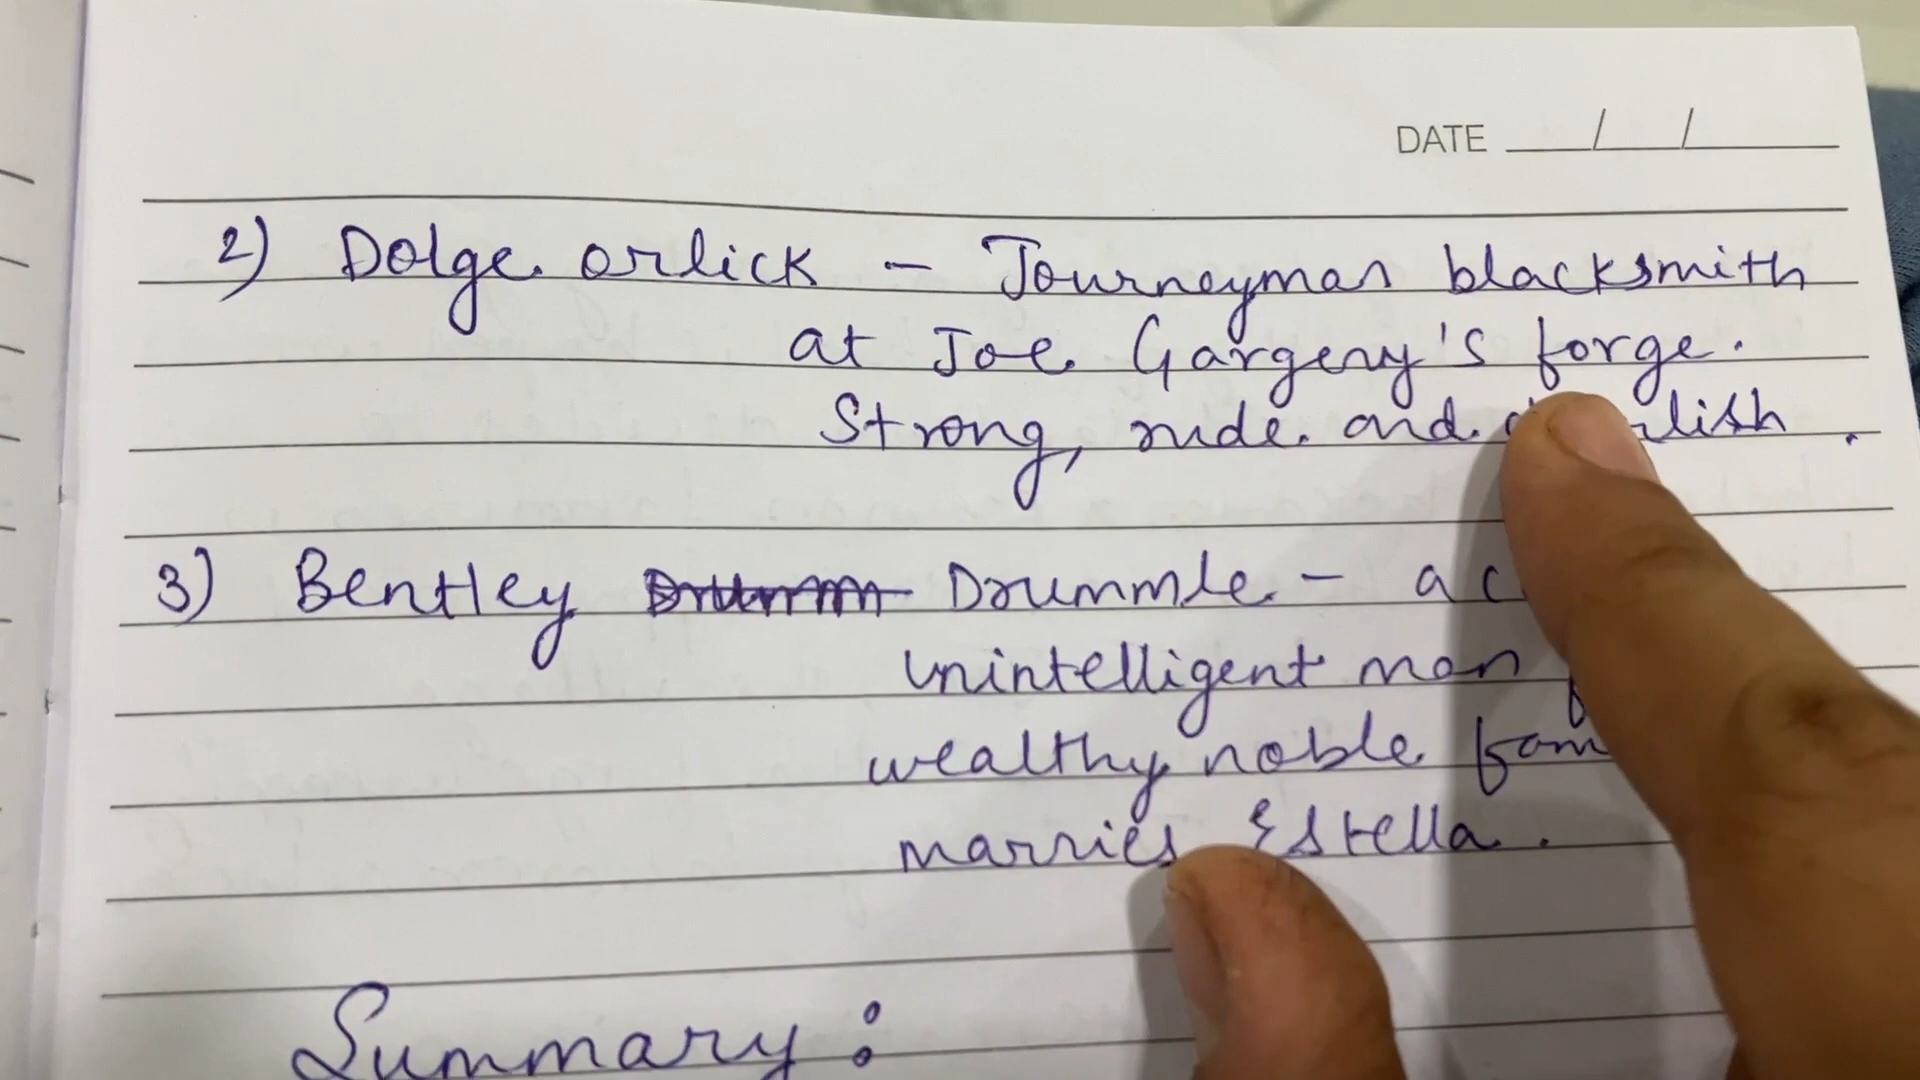 DATE / /
2) Dolge orlick - Journeyman blacksmith
at Joe Gargery's forge.
Strong, rude and
3) Bentley Drummle - a
unintelligent man
wealthy noble
marries Estella.
Summary: